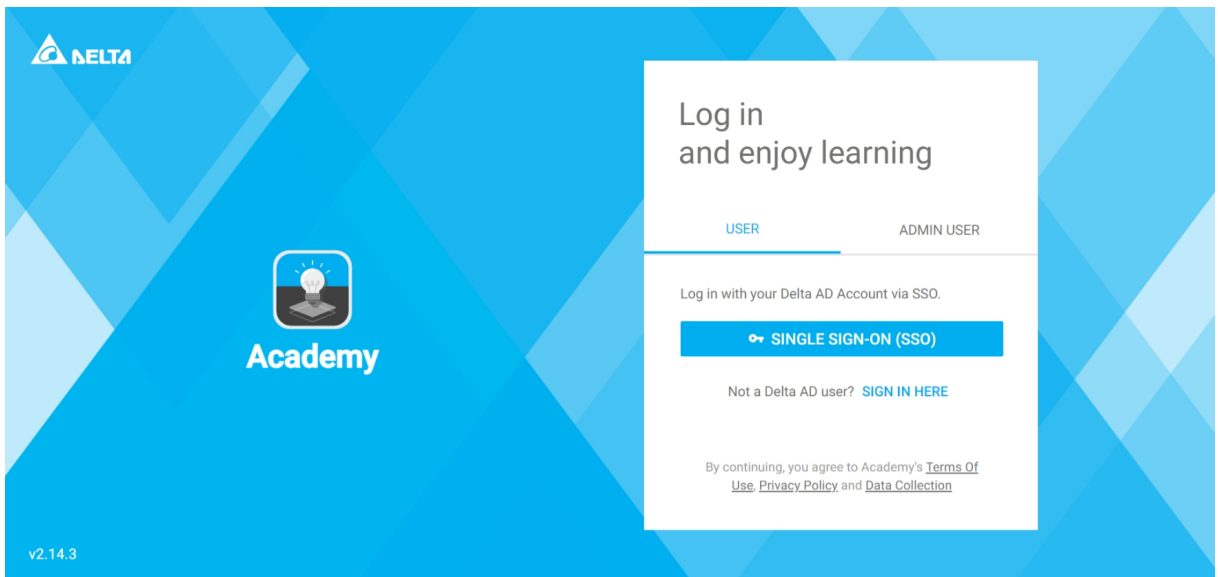 DELTA
Log in
and enjoy learning
USER
ADMIN USER
Log in with your Delta AD Account via SSO.
SINGLE SIGN-ON (SSO)
Not a Delta AD user? SIGN IN HERE
By continuing, you agree to Academy's Terms Of
Use, Privacy Policy and Data Collection
Academy
v2.14.3